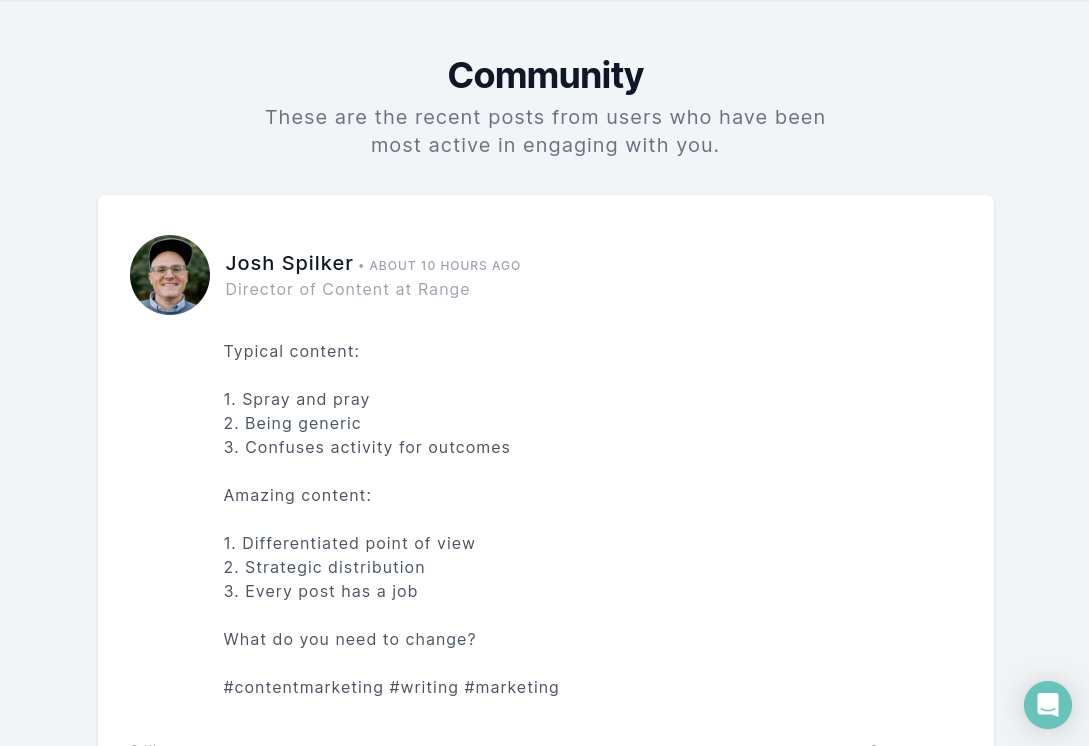 Community
These are the recent posts from users who have been
most active in engaging with you.
Josh Spilker • ABOUT 10 HOURS AGO
Director of Content at Range
Typical content:
1. Spray and pray
2. Being generic
3. Confuses activity for outcomes
Amazing content:
1. Differentiated point of view
2. Strategic distribution
3. Every post has a job
What do you need to change?
#contentmarketing #writing #marketing